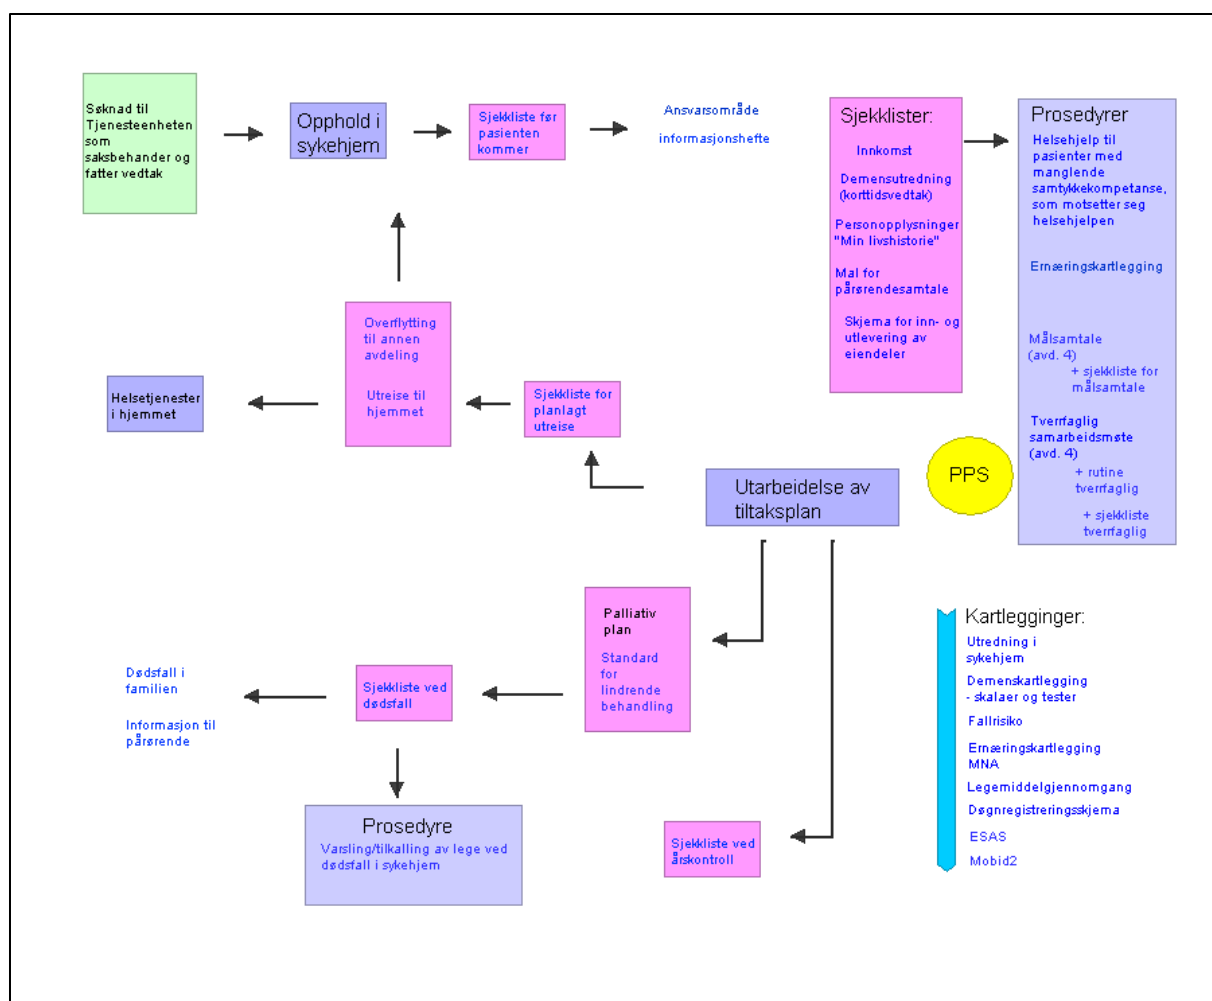 Søknad til
Tjenesteenheten
som
saksbehander og
fatter vedtak
Opphold i
sykehjem
Sjekkliste før
pasienten
kommer
Ansvarsområde
informasjonshefte
Sjekklister:
Innkomst
Demensutredning
(korttidsvedtak)
Personopplysninger
"Min livshistorie"
Mal for
pårørendesamtale
Skjema for inn- og
utlevering av
eiendeler
Prosedyrer
Helsehjelp til
pasienter med
manglende
samtykkekompetanse,
som motsetter seg
helsehjelpen
Ernæringskartlegging
Målsamtale
(avd. 4)
+ sjekkliste for
målsamtale
Tverrfaglig
samarbeidsmøte
(avd. 4)
+ rutine
tverrfaglig
+ sjekkliste
tverrfaglig
Overflytting
til annen
avdeling
Utreise til
hjemmet
Helsetjenester
i hjemmet
Sjekkliste for
planlagt
utreise
PPS
Utarbeidelse av
tiltaksplan
Palliativ
plan
Standard
for
lindrende
behandling
Sjekkliste ved
dødsfall
Dødsfall i
familien
Informasjon til
pårørende
Prosedyre
Varsling/tilkalling av lege ved
dødsfall i sykehjem
Sjekkliste ved
årskontroll
Kartlegginger:
Utredning i
sykehjem
Demenskartlegging
- skalaer og tester
Fallrisiko
Ernæringskartlegging
MNA
Legemiddelgjennomgang
Døgnregistreringsskjema
ESAS
Mobid2